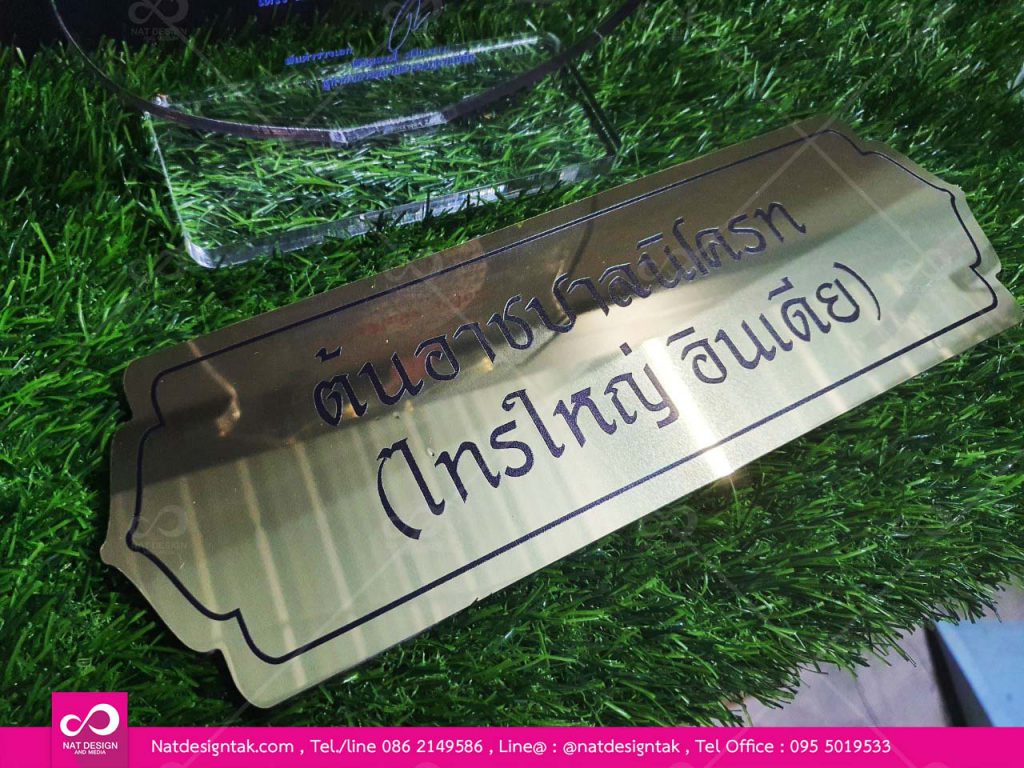 ต้นอาชบาลนิโครท
(ไทรใหญ่ อินเดีย)
NAT DESIGN
AND MEDIA
Natdesigntak.com , Tel./line 086 2149586 , Line@ : @natdesigntak , Tel Office : 095 5019533